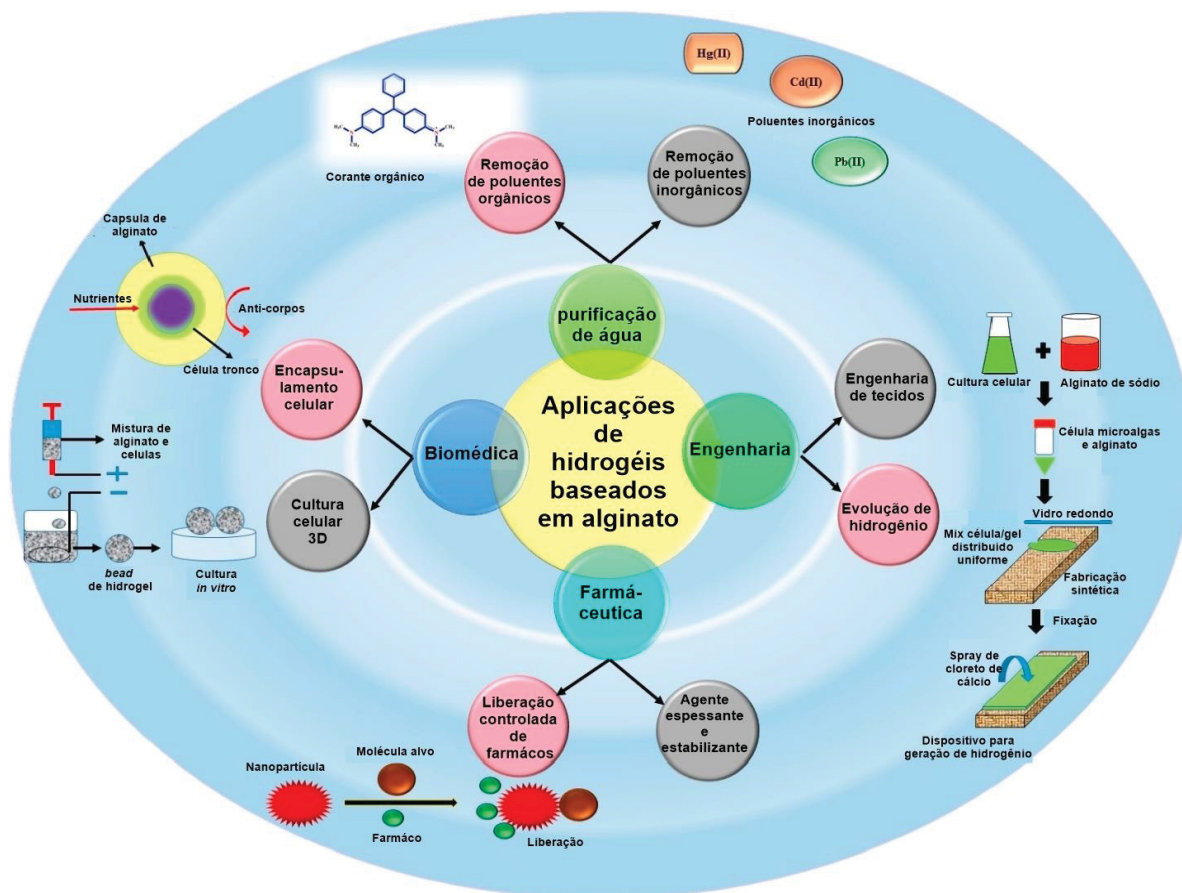 Hg(II)
Cd(II)
Poluentes inorgânicos
Pb(II)
H₃C
CH₃
CH₃
CH₃
Corante orgânico
Remoção
de poluentes
orgânicos
Remoção
de poluentes
inorgânicos
Capsula de
alginato
Nutrientes
Anti-corpos
Célula tronco
purificação
de água
Encapsu-
lamento
celular
Biomédica
Cultura
celular
3D
Aplicações
de
hidrogéis
baseados
em alginato
Engenharia
Engenharia
de tecidos
Evolução de
hidrogênio
Mistura de
alginato e
celulas
bead
de hidrogel
Cultura
in vitro
Cultura celular
Alginato de sódio
Célula microalgas
e alginato
Vidro redondo
Mix célula/gel
distribuido
uniforme
Fabricação
sintética
Fixação
Spray de
cloreto de
cálcio
Dispositivo para
geração de hidrogênio
Farmá-
ceutica
Liberação
controlada
de
farmácos
Agente
espessante
e
estabilizante
Nanopartícula
Molécula alvo
Farmáco
Liberação